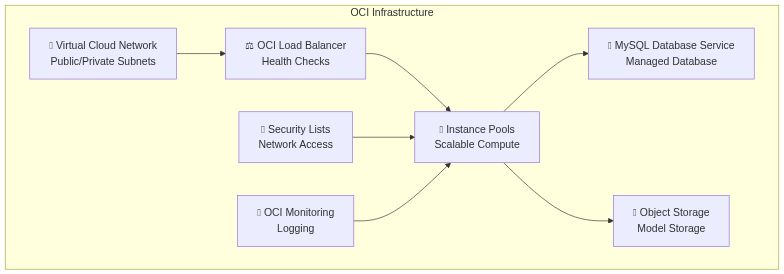 OCI Infrastructure
Virtual Cloud Network
Public/Private Subnets
⚖ OCI Load Balancer
Health Checks
MySQL Database Service
Managed Database
Security Lists
Network Access
Instance Pools
Scalable Compute
OCI Monitoring
Logging
Object Storage
Model Storage